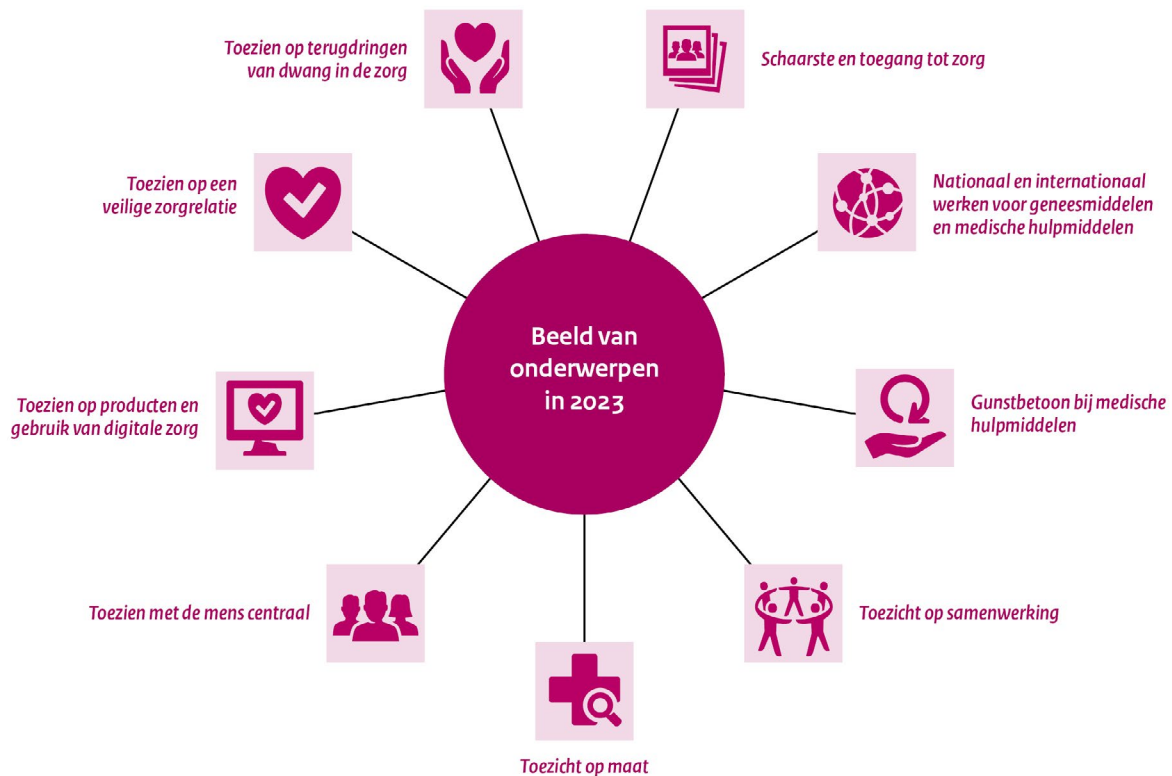 Toezien op terugdringen
van dwang in de zorg
Schaarste en toegang tot zorg
Toezien op een
veilige zorgrelatie
Nationaal en internationaal
werken voor geneesmiddelen
en medische hulpmiddelen
Beeld van
onderwerpen
in 2023
Toezien op producten en
gebruik van digitale zorg
Gunstbetoon bij medische
hulpmiddelen
Toezien met de mens centraal
Toezicht op samenwerking
Toezicht op maat